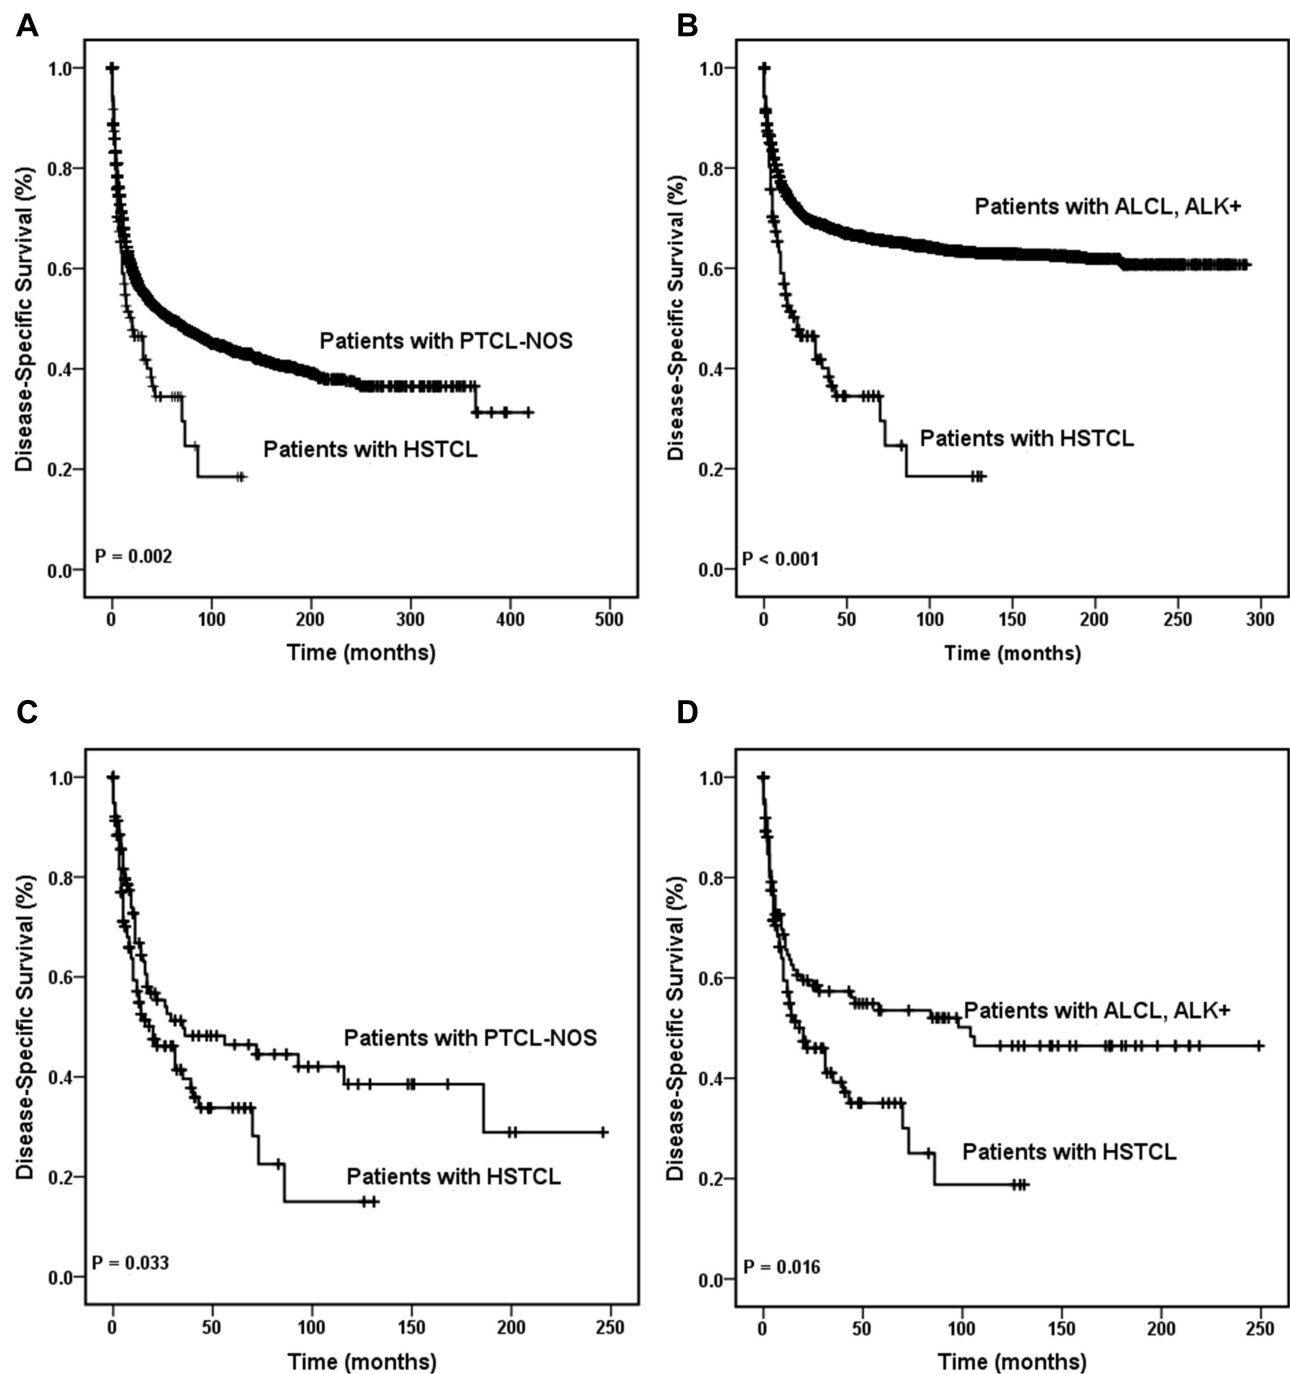 A
Disease-Specific Survival (%)
1.0
0.8
0.6
0.4
0.2
0.0
Patients with PTCL-NOS
Patients with HSTCL
P = 0.002
0 100 200 300 400 500
Time (months)
B
Disease-Specific Survival (%)
1.0
0.8
0.6
0.4
0.2
0.0
Patients with ALCL, ALK+
Patients with HSTCL
P < 0.001
0 50 100 150 200 250 300
Time (months)
C
Disease-Specific Survival (%)
1.0
0.8
0.6
0.4
0.2
0.0
Patients with PTCL-NOS
Patients with HSTCL
P = 0.033
0 50 100 150 200 250
Time (months)
D
Disease-Specific Survival (%)
1.0
0.8
0.6
0.4
0.2
0.0
Patients with ALCL, ALK+
Patients with HSTCL
P = 0.016
0 50 100 150 200 250
Time (months)